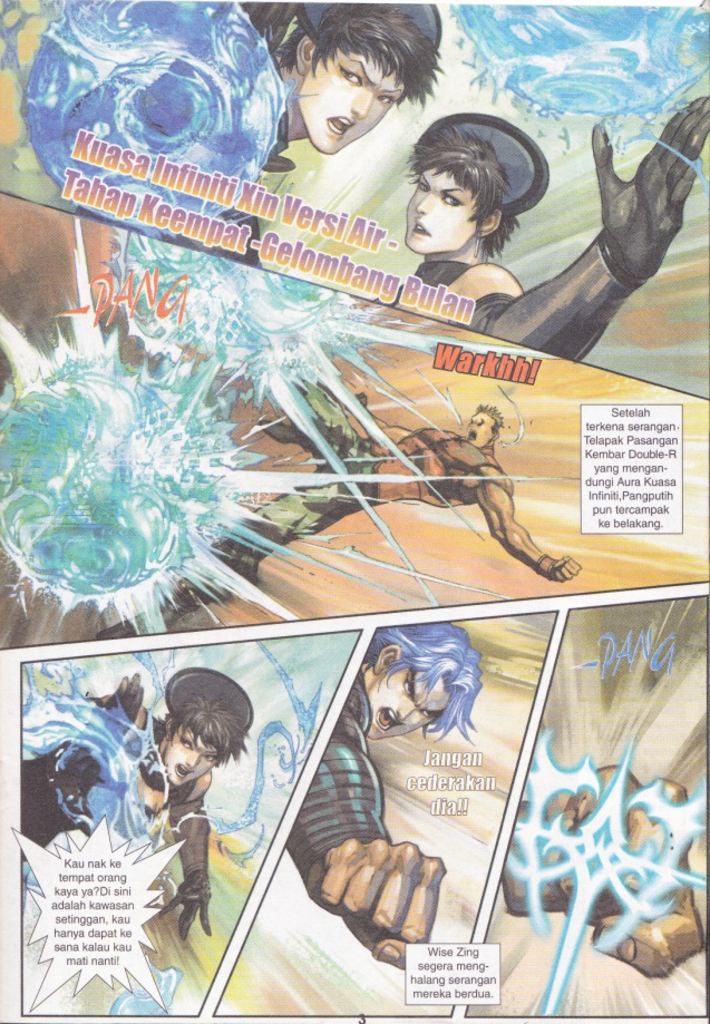 Kuasa Infiniti Xin Versi Air -
Tahap Keempat -Gelombang Bulan
-PANG
Warkhh!
Setelah
terkena serangan
Telapak Pasangan
Kembar Double-R
yang mengan-
dungi Aura Kuasa
Infiniti,Pangputih
pun tercampak
ke belakang.
Kau nak ke
tempat orang
kaya ya?Di sini
adalah kawasan
setinggan, kau
hanya dapat ke
sana kalau kau
mati nanti!
Jangan
cederakan
dia!!
Wise Zing
segera meng-
halang serangan
mereka berdua.
-PANG
3